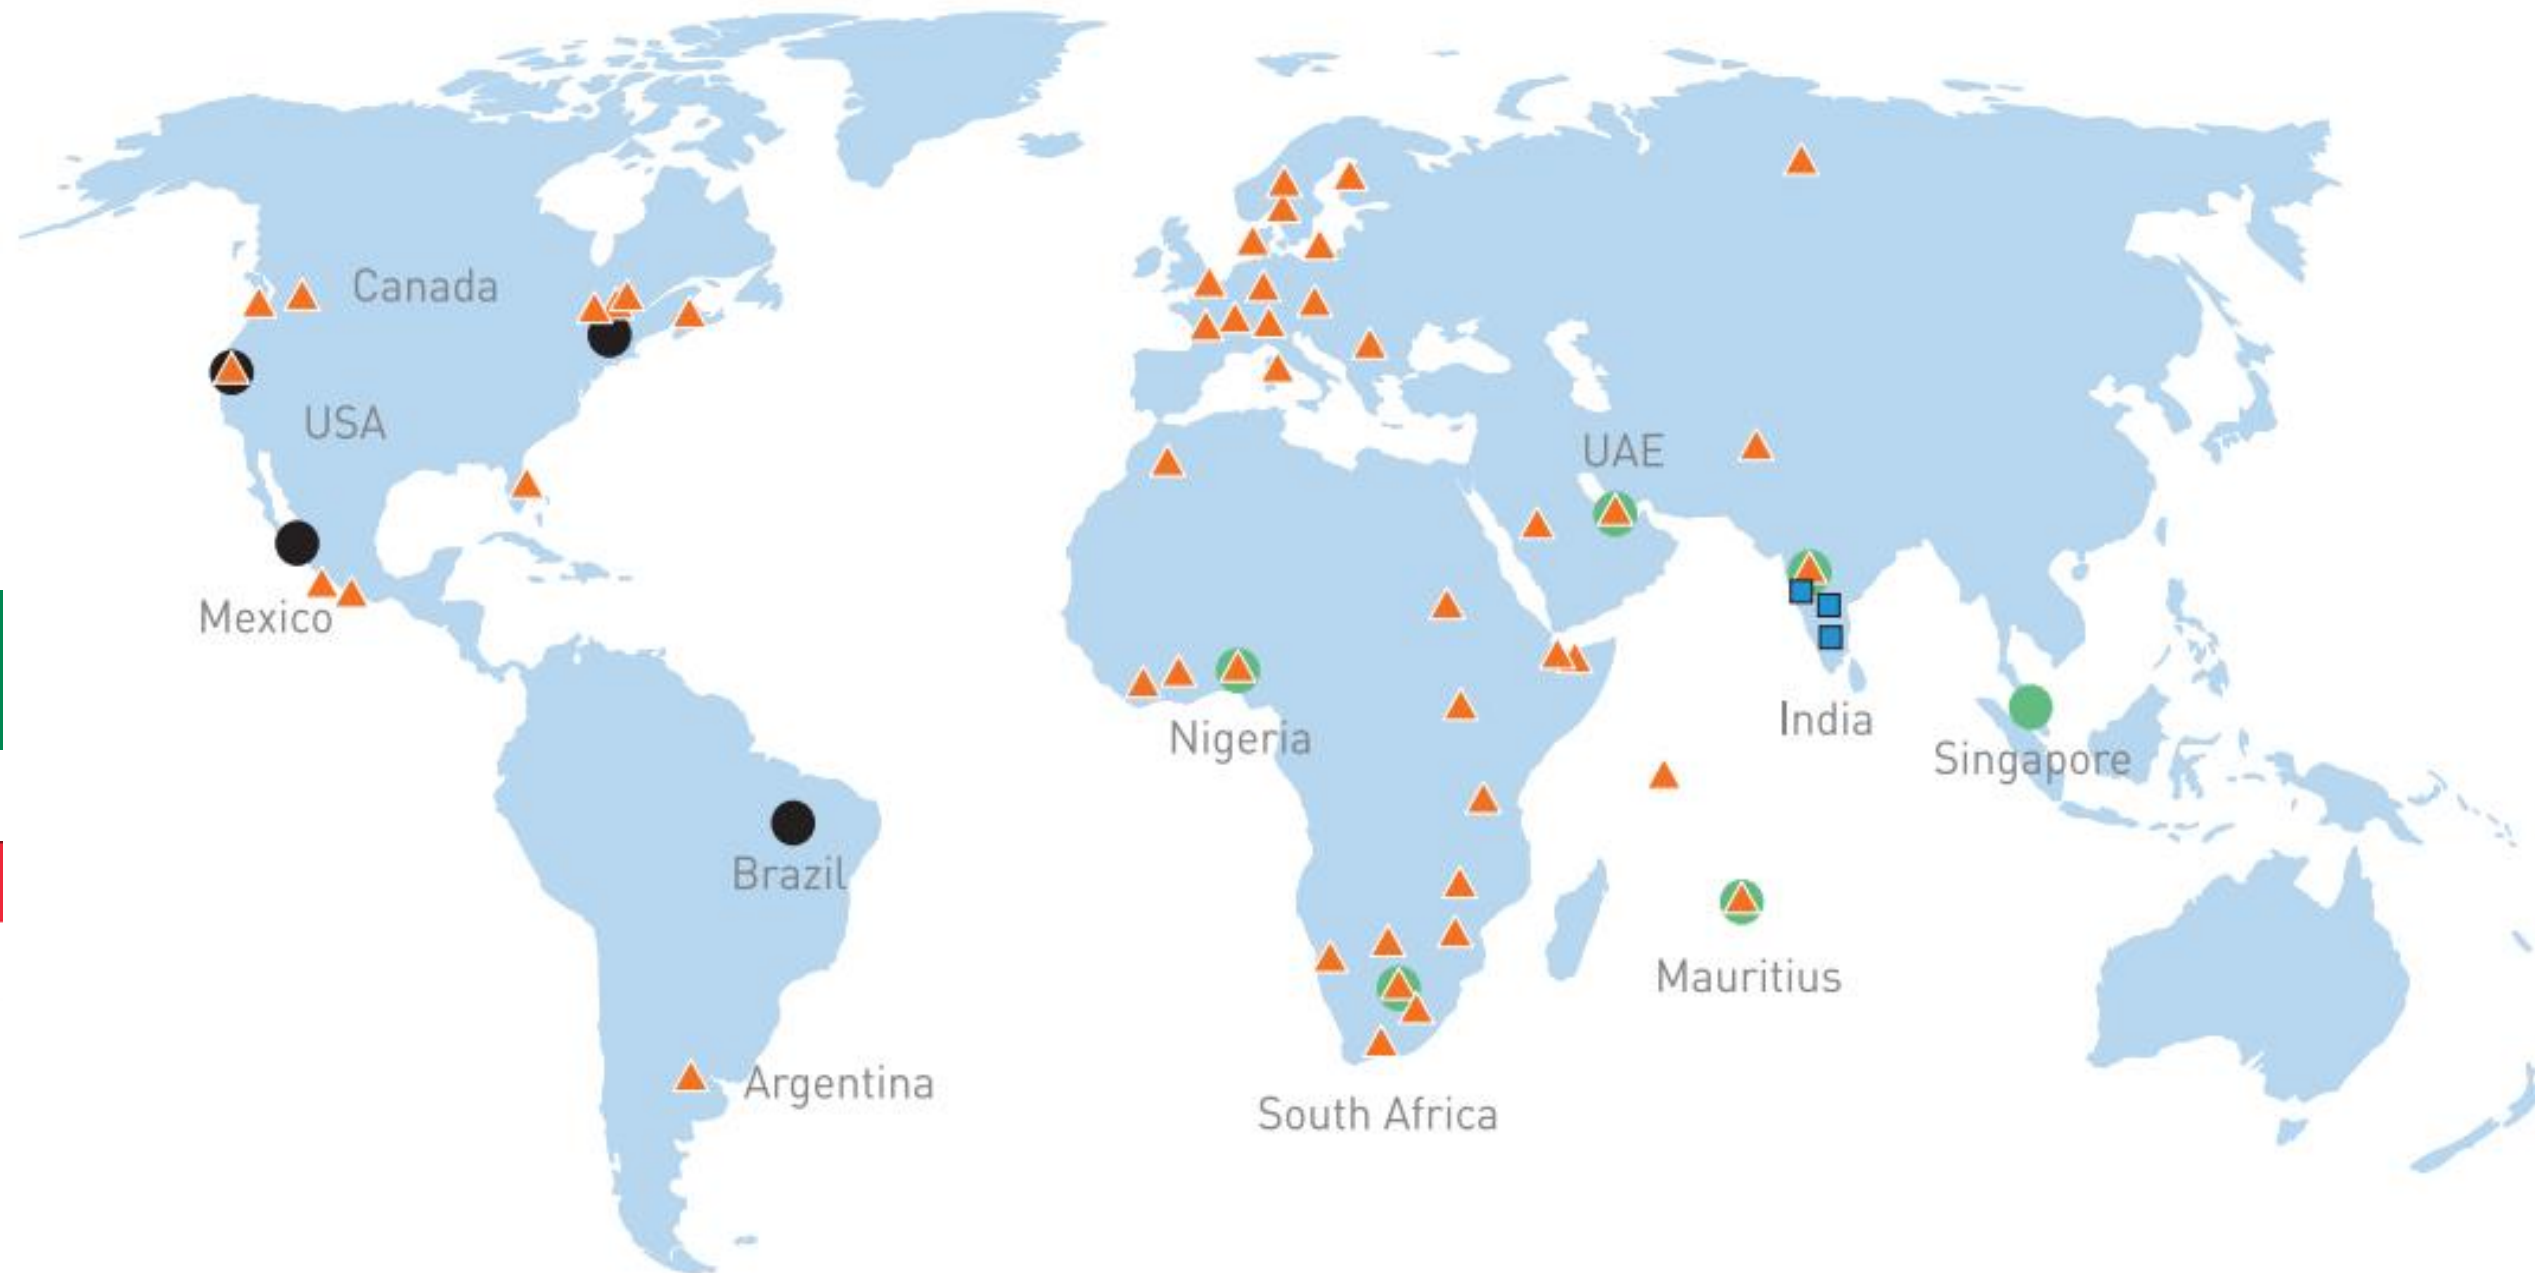 Canada
USA
UAE
Mexico
India
Nigeria
Singapore
Brazil
Mauritius
Argentina
South Africa